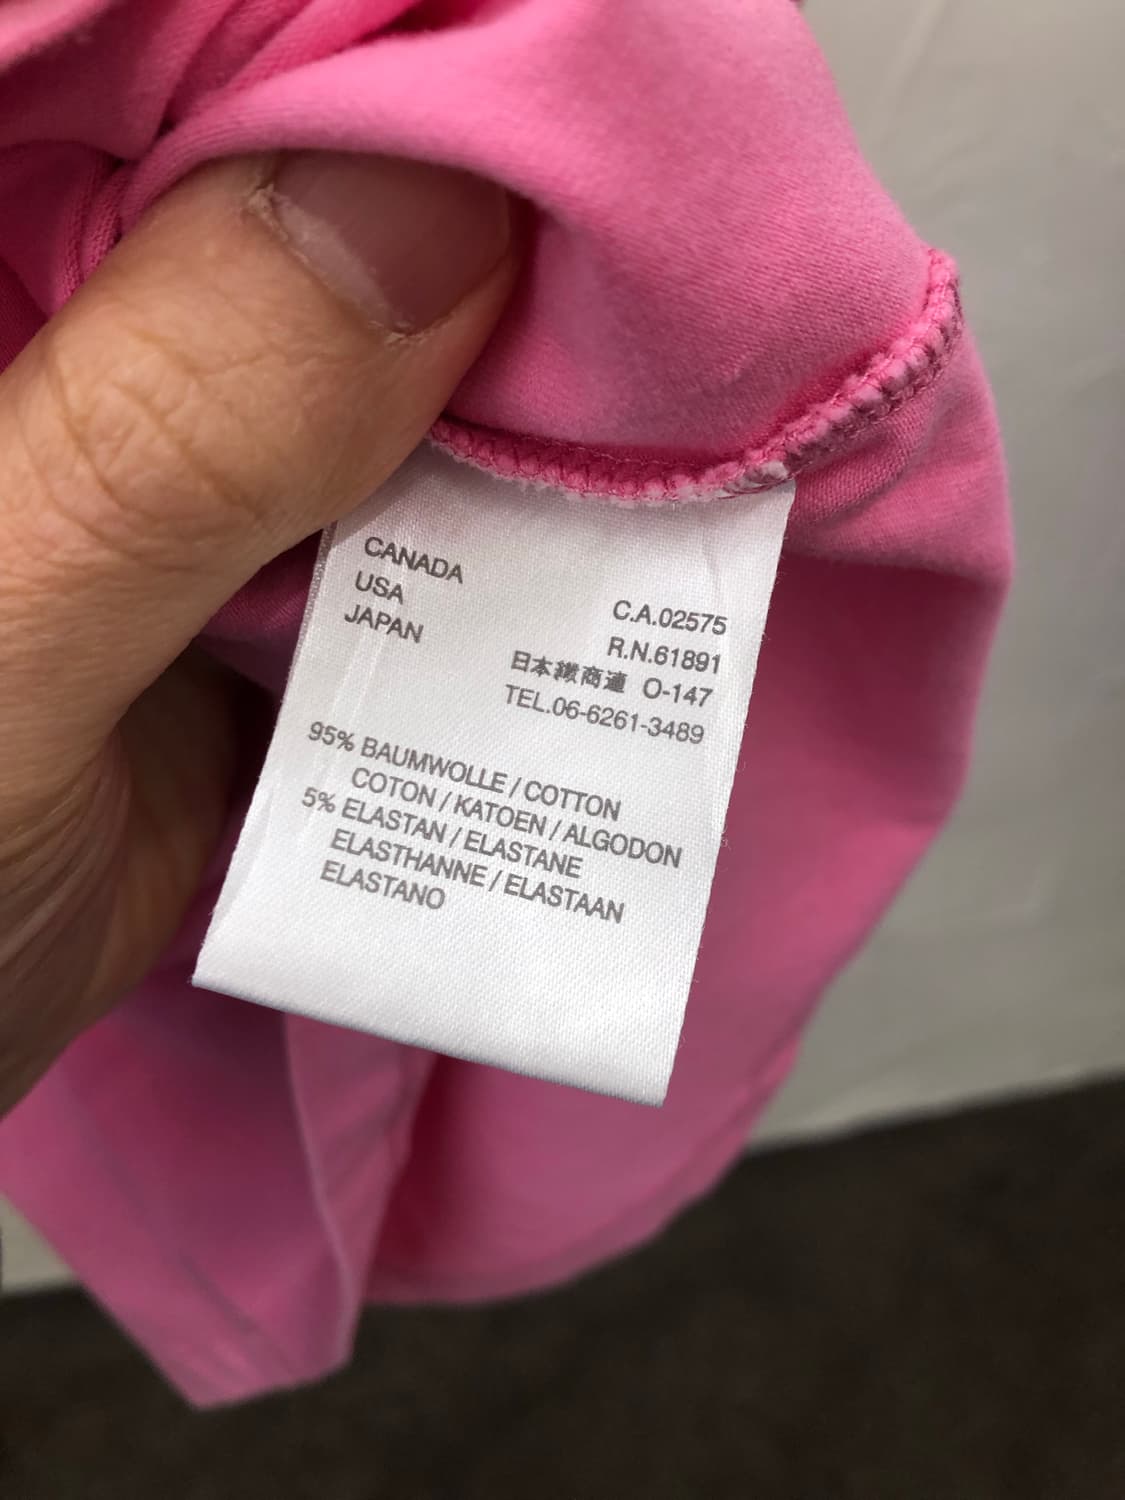 CANADA
USA
JAPAN
C.A.02575
R.N.61891
日本繊商連 O-147
TEL.06-6261-3489
95% BAUMWOLLE / COTTON
COTON / KATOEN / ALGODON
5% ELASTAN / ELASTANE
ELASTHANNE / ELASTAAN
ELASTANO